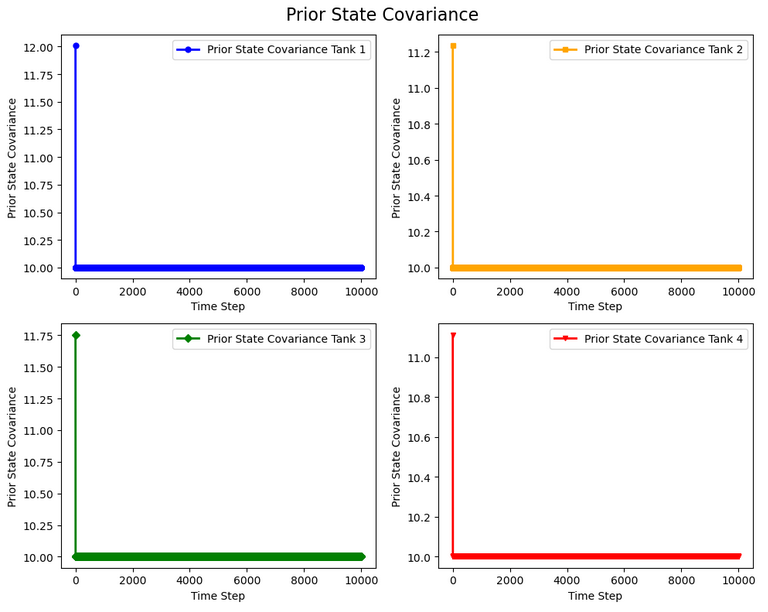 Prior State Covariance
Prior State Covariance Tank 1
12.00
11.75
11.50
11.25
11.00
10.75
10.50
10.25
10.00
Prior State Covariance
0 2000 4000 6000 8000 10000
Time Step
Prior State Covariance Tank 2
11.2
11.0
10.8
10.6
10.4
10.2
10.0
Prior State Covariance
0 2000 4000 6000 8000 10000
Time Step
Prior State Covariance Tank 3
11.75
11.50
11.25
11.00
10.75
10.50
10.25
10.00
Prior State Covariance
0 2000 4000 6000 8000 10000
Time Step
Prior State Covariance Tank 4
11.0
10.8
10.6
10.4
10.2
10.0
Prior State Covariance
0 2000 4000 6000 8000 10000
Time Step